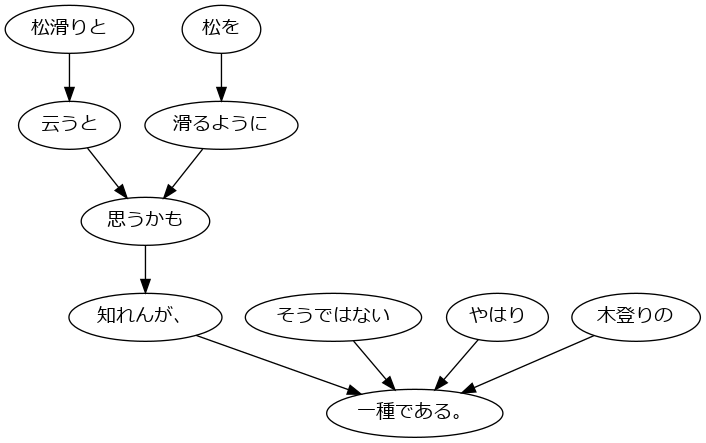 松滑りと
松を
云うと
滑るように
思うかも
知れんが、
そうではない
やはり
木登りの
一種である。